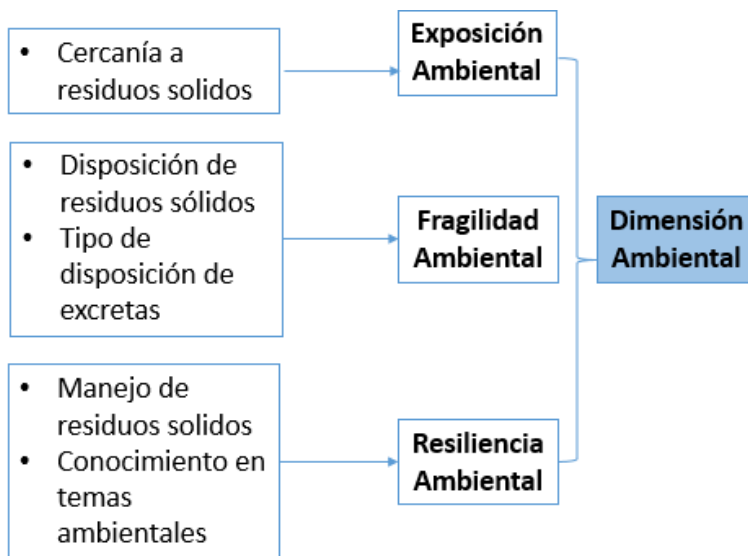 • Cercanía a
residuos solidos
Exposición
Ambiental
• Disposición de
residuos sólidos
• Tipo de
disposición de
excretas
Fragilidad
Ambiental
Dimensión
Ambiental
• Manejo de
residuos solidos
• Conocimiento en
temas
ambientales
Resiliencia
Ambiental